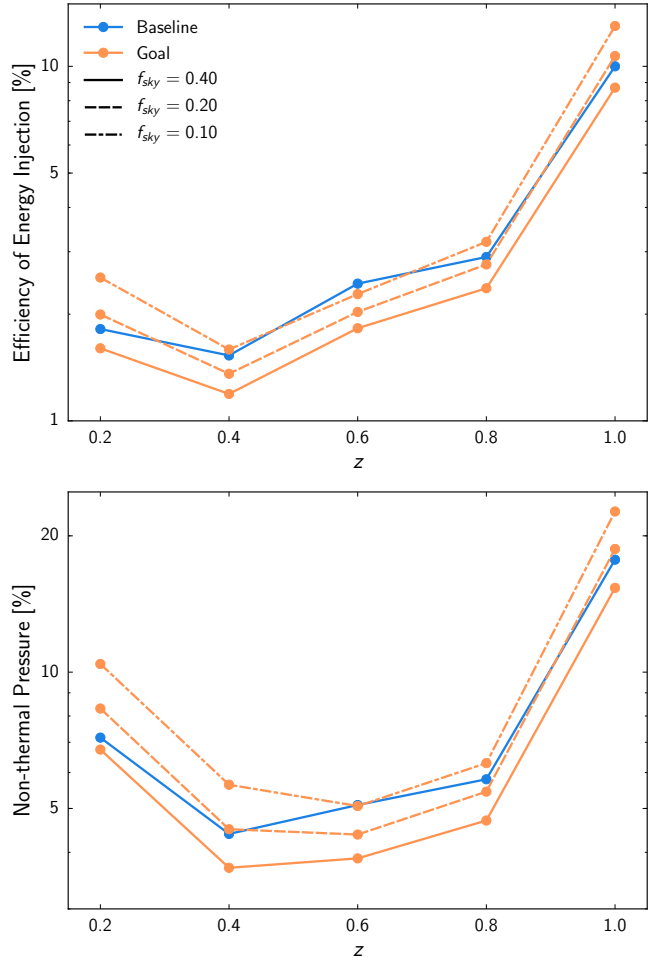 Baseline
Goal
f_sky = 0.40
f_sky = 0.20
f_sky = 0.10
Efficiency of Energy Injection [%]
10
5
1
0.2 0.4 0.6 0.8 1.0
z
Non-thermal Pressure [%]
20
10
5
0.2 0.4 0.6 0.8 1.0
z